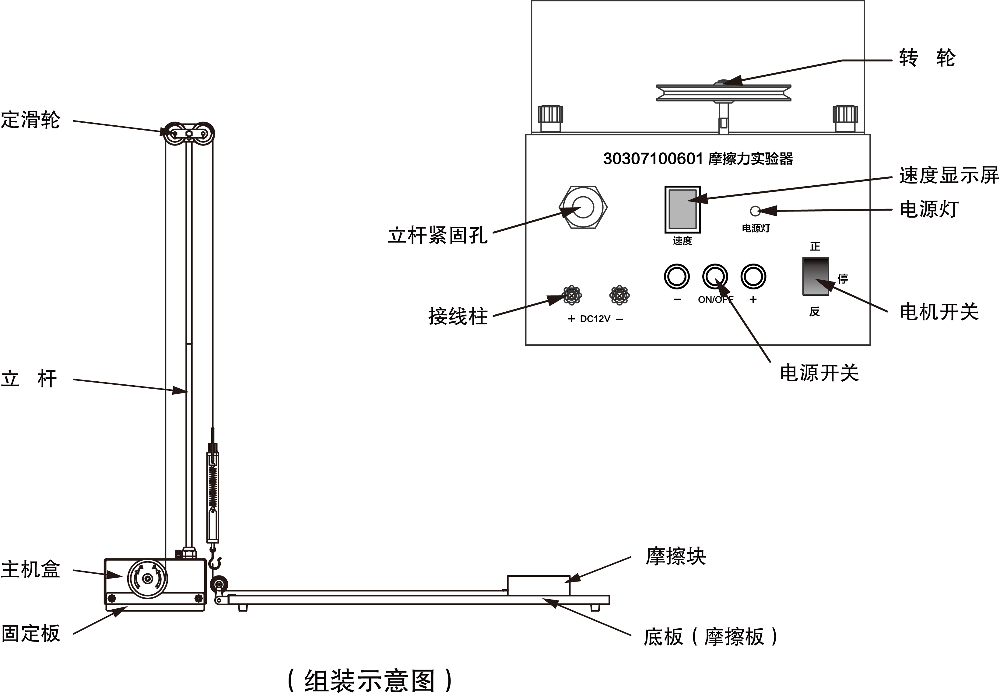 转 轮
定滑轮
30307100601 摩擦力实验器
速度显示屏
电源灯
电源灯
立杆紧固孔
速度
正
停
- ON/OFF +
接线柱
+ DC12V -
反
电机开关
电源开关
立 杆
主机盒
摩擦块
固定板
底板（摩擦板）
（组装示意图）